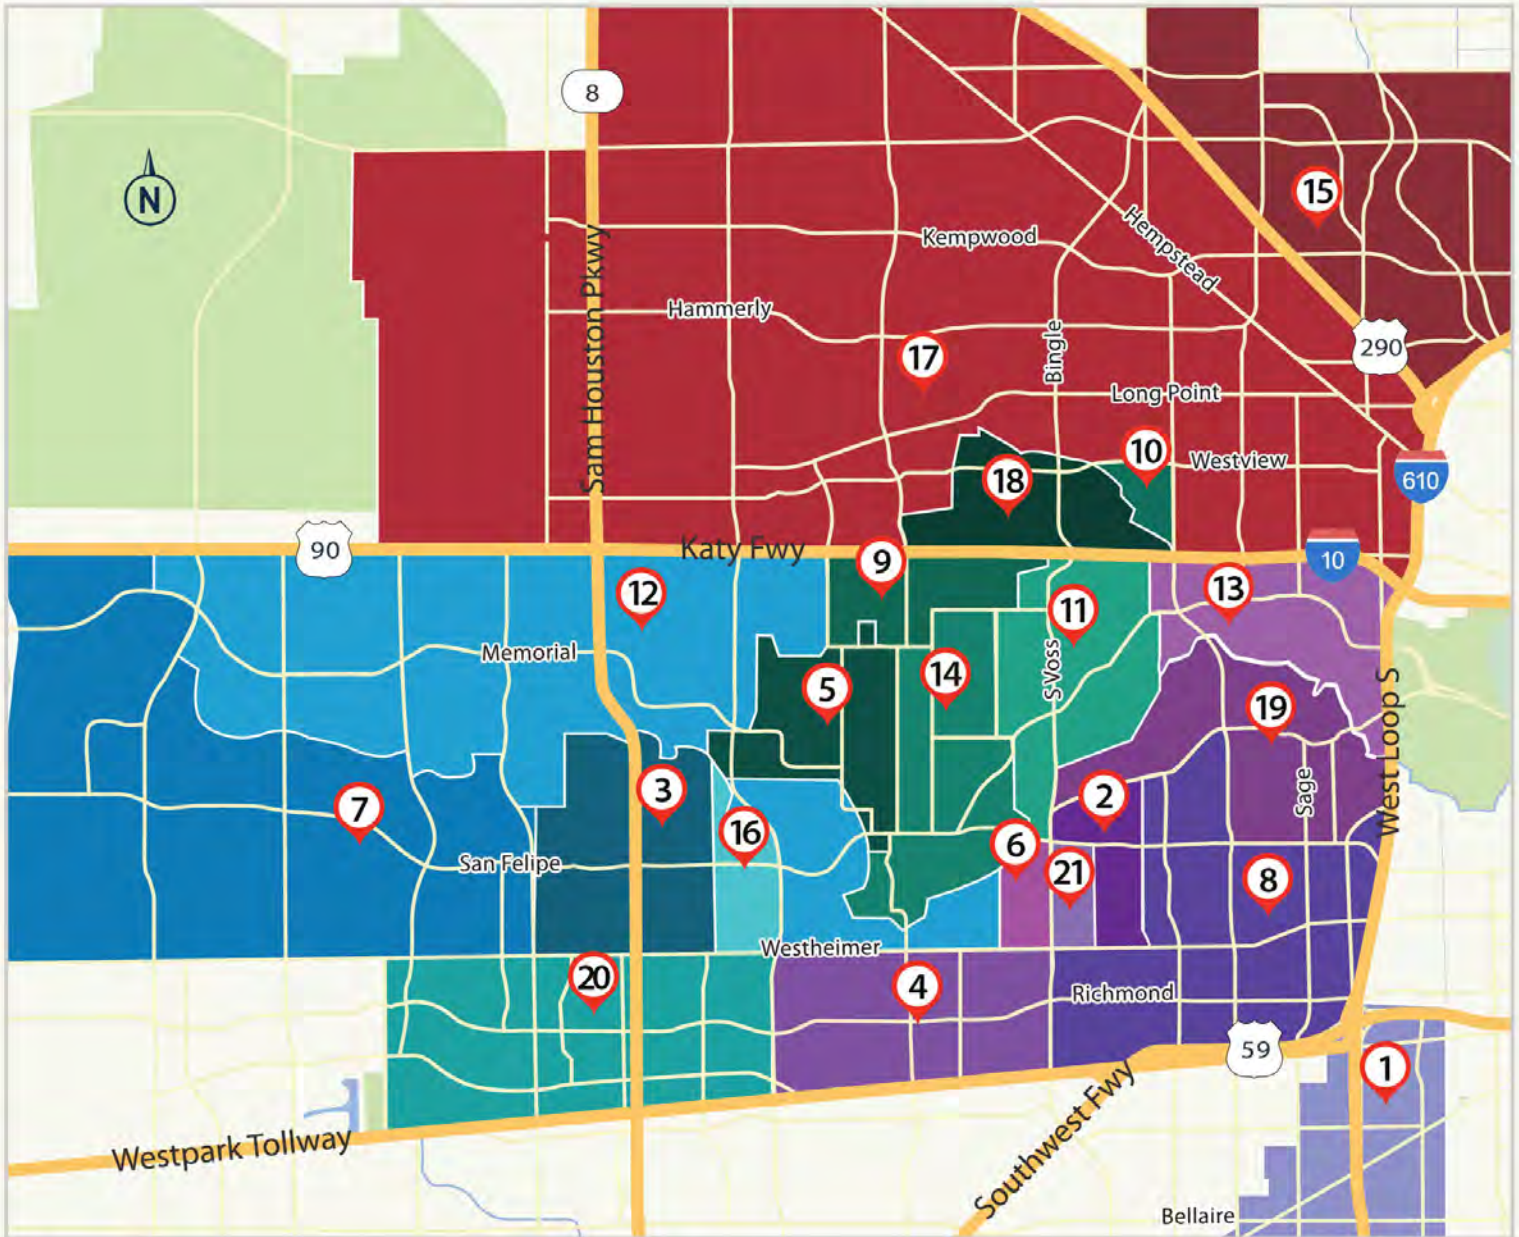 8
N
15
Kempwood
Hempstead
Sam Houston Pkwy
Hammerly
17
Bingle
290
Long Point
10
Westview
18
610
90
Katy Fwy
9
10
12
13
11
Memorial
S Voss
14
5
19
West Loop S
3
2
Sage
7
16
6
San Felipe
21
8
Westheimer
20
4
Richmond
59
1
Southwest Fwy
Westpark Tollway
Bellaire